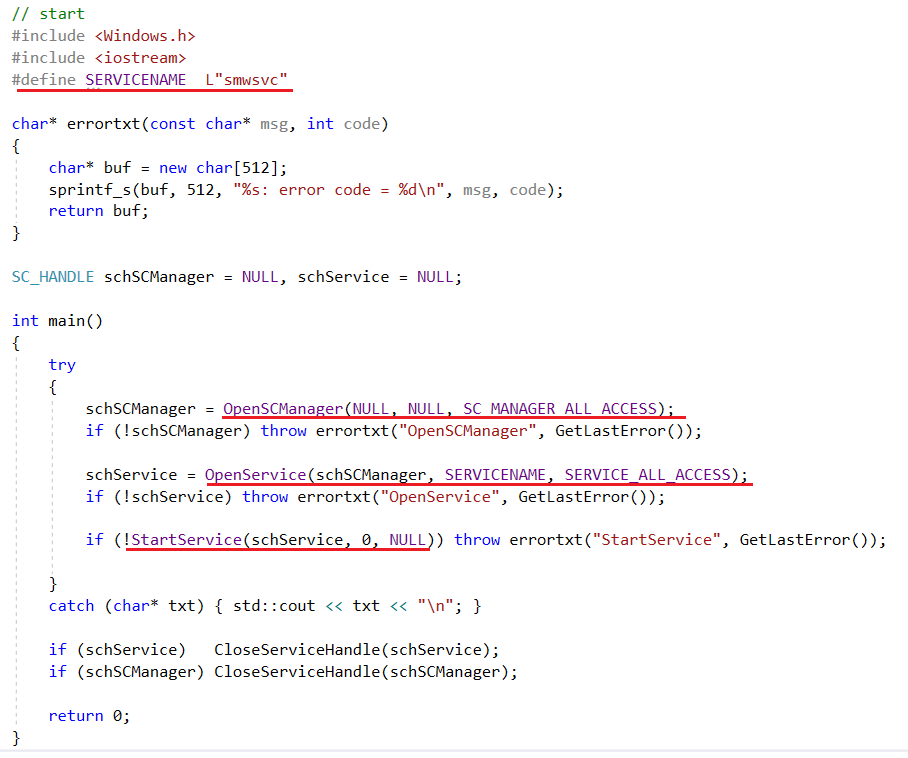 // start
#include <Windows.h>
#include <iostream>
#define SERVICENAME  L"smwsvc"
char* errortxt(const char* msg, int code)
{
    char* buf = new char[512];
    sprintf_s(buf, 512, "%s: error code = %d\n", msg, code);
    return buf;
}
SC_HANDLE schSCManager = NULL, schService = NULL;
int main()
{
    try
    {
        schSCManager = OpenSCManager(NULL, NULL, SC_MANAGER_ALL_ACCESS);
        if (!schSCManager) throw errortxt("OpenSCManager", GetLastError());
        schService = OpenService(schSCManager, SERVICENAME, SERVICE_ALL_ACCESS);
        if (!schService) throw errortxt("OpenService", GetLastError());
        if (!StartService(schService, 0, NULL)) throw errortxt("StartService", GetLastError());
    }
    catch (char* txt) { std::cout << txt << "\n"; }
    if (schService)   CloseServiceHandle(schService);
    if (schSCManager) CloseServiceHandle(schSCManager);
    return 0;
}